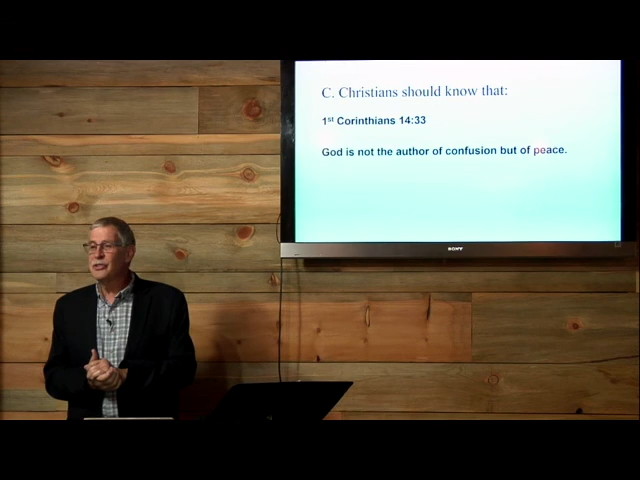 C. Christians should know that:
1st Corinthians 14:33
God is not the author of confusion but of peace.
SONY